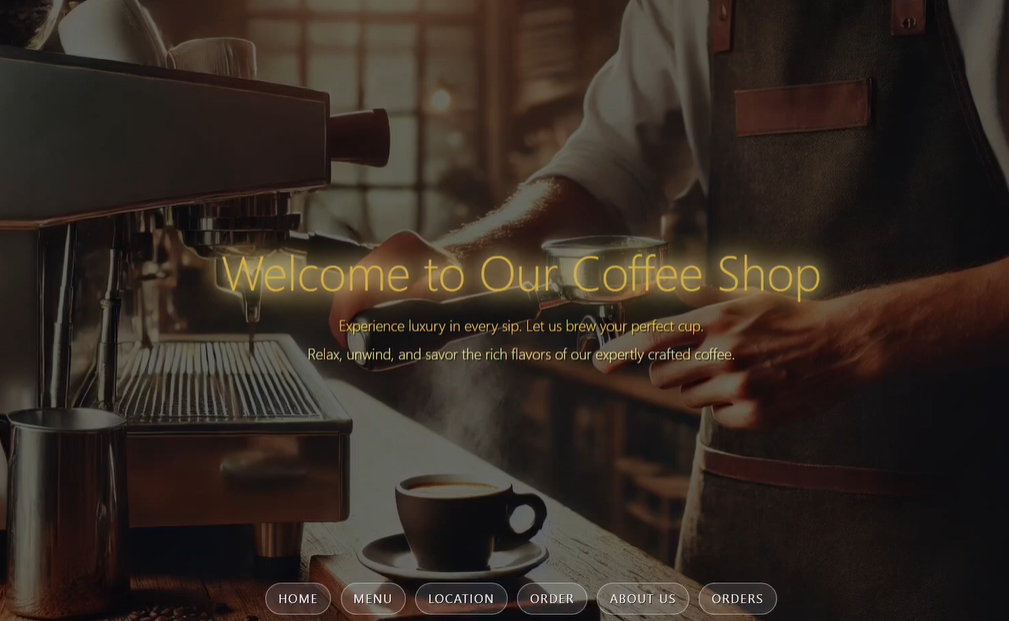 Welcome to Our Coffee Shop
Experience luxury in every sip. Let us brew your perfect cup.
Relax, unwind, and savor the rich flavors of our expertly crafted coffee.
HOME MENU LOCATION ORDER ABOUT US ORDERS